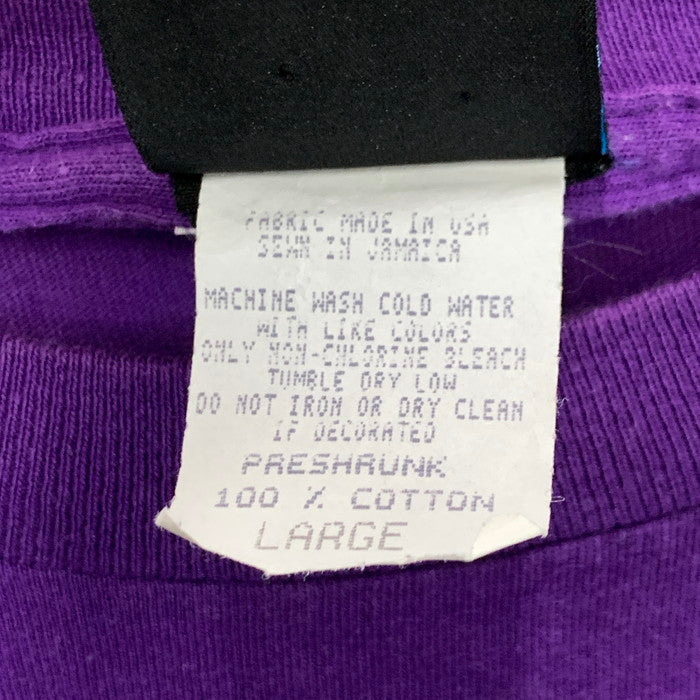 FABRIC MADE IN USA
SEWN IN JAMAICA
MACHINE WASH COLD WATER
WITH LIKE COLORS
ONLY NON-CHLORINE BLEACH
TUMBLE DRY LOW
DO NOT IRON OR DRY CLEAN
IF DECORATED
PRESHRUNK
100 % COTTON
LARGE